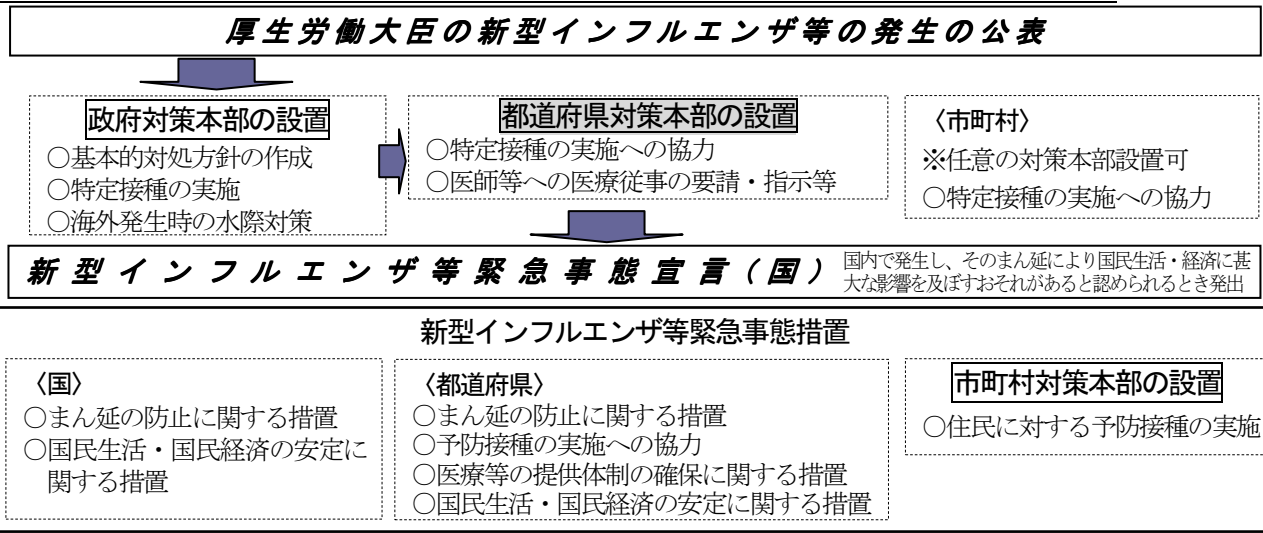 厚生労働大臣の新型インフルエンザ等の発生の公表
政府対策本部の設置
○基本的対処方針の作成
○特定接種の実施
○海外発生時の水際対策
都道府県対策本部の設置
○特定接種の実施への協力
○医師等への医療従事の要請・指示等
〈市町村〉
※任意の対策本部設置可
○特定接種の実施への協力
新型インフルエンザ等緊急事態宣言(国)
国内で発生し、そのまん延により国民生活・経済に甚
大な影響を及ぼすおそれがあると認められるとき発出
新型インフルエンザ等緊急事態措置
〈国〉
○まん延の防止に関する措置
○国民生活・国民経済の安定に
関する措置
〈都道府県〉
○まん延の防止に関する措置
○予防接種の実施への協力
○医療等の提供体制の確保に関する措置
○国民生活・国民経済の安定に関する措置
市町村対策本部の設置
○住民に対する予防接種の実施